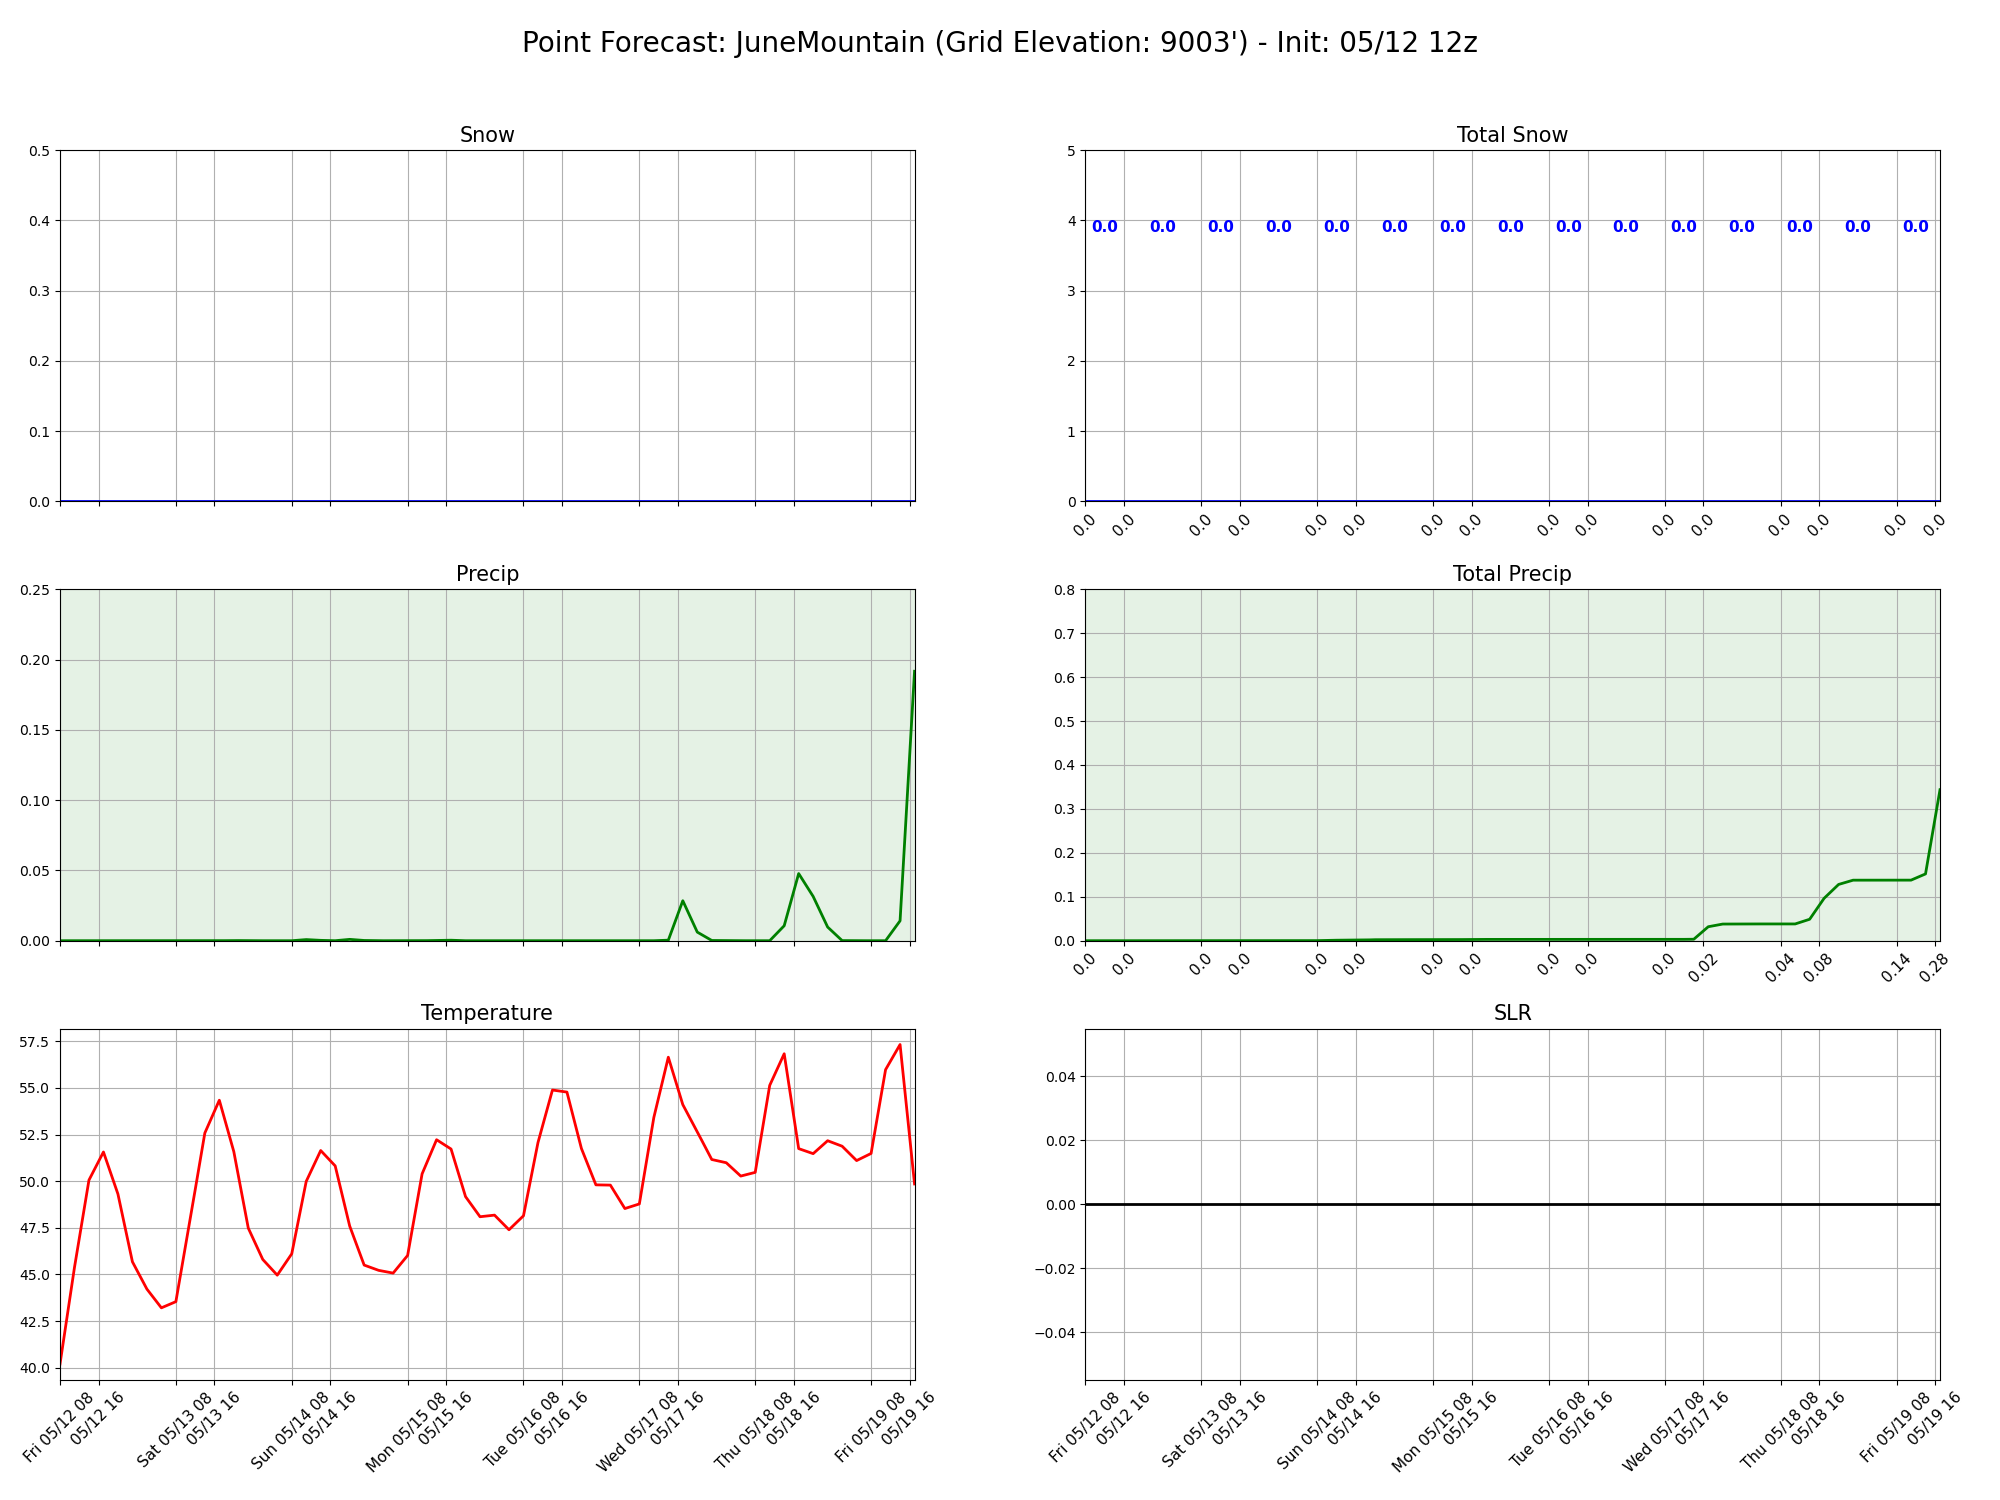 Point Forecast: JuneMountain (Grid Elevation: 9003') - Init: 05/12 12z
Snow
0.5
0.4
0.3
0.2
0.1
0.0
Total Snow
5
4
3
2
1
0
0.0 0.0 0.0 0.0 0.0 0.0 0.0 0.0 0.0 0.0 0.0 0.0 0.0 0.0 0.0
0.0 0.0 0.0 0.0 0.0 0.0 0.0 0.0 0.0 0.0 0.0 0.0 0.0 0.0 0.0 0.0
Precip
0.25
0.20
0.15
0.10
0.05
0.00
Total Precip
0.8
0.7
0.6
0.5
0.4
0.3
0.2
0.1
0.0
0.0 0.0 0.0 0.0 0.0 0.0 0.0 0.0 0.0 0.0 0.0 0.02 0.04 0.08 0.14 0.28
Temperature
57.5
55.0
52.5
50.0
47.5
45.0
42.5
40.0
Fri 05/12 08
05/12 16
Sat 05/13 08
05/13 16
Sun 05/14 08
05/14 16
Mon 05/15 08
05/15 16
Tue 05/16 08
05/16 16
Wed 05/17 08
05/17 16
Thu 05/18 08
05/18 16
Fri 05/19 08
05/19 16
SLR
0.04
0.02
0.00
−0.02
−0.04
Fri 05/12 08
05/12 16
Sat 05/13 08
05/13 16
Sun 05/14 08
05/14 16
Mon 05/15 08
05/15 16
Tue 05/16 08
05/16 16
Wed 05/17 08
05/17 16
Thu 05/18 08
05/18 16
Fri 05/19 08
05/19 16